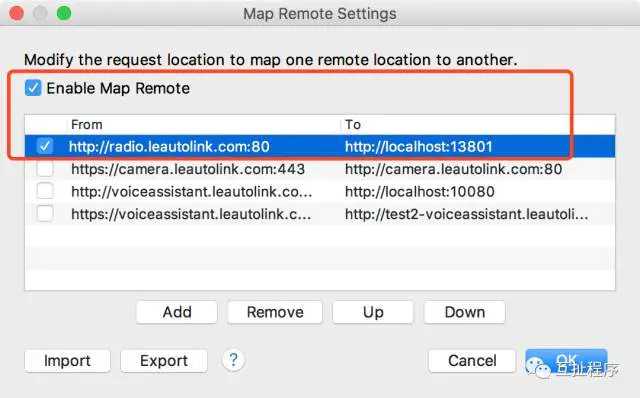 Map Remote Settings
Modify the request location to map one remote location to another.
Enable Map Remote
From To
http://radio.leautolink.com:80 http://localhost:13801
https://camera.leautolink.com:443 http://camera.leautolink.com:80
http://voiceassistant.leautolink.co... http://localhost:10080
https://voiceassistant.leautolink.c... http://test2-voiceassistant.leautoli...
Add Remove Up Down
Import Export ? Cancel OK
互扯程序